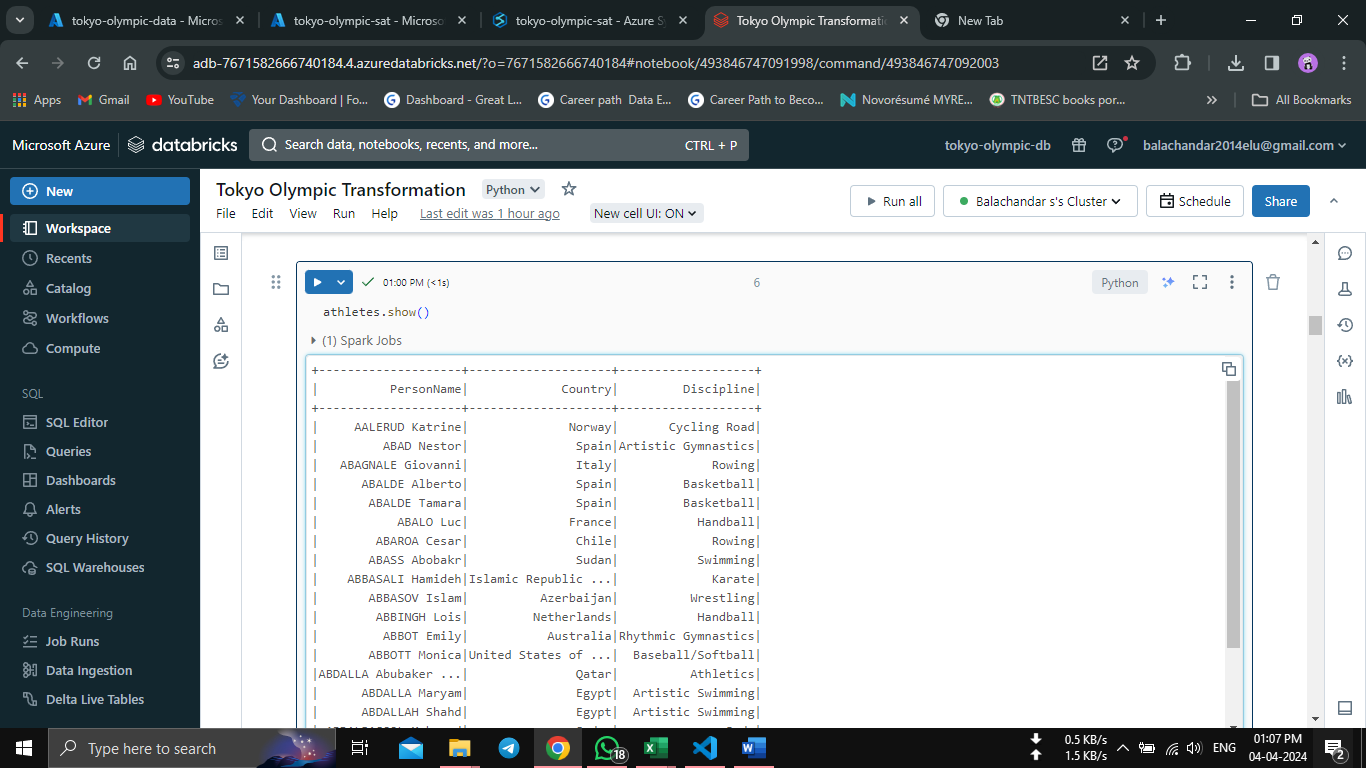 tokyo-olympic-data - Micros
tokyo-olympic-sat - Microso
tokyo-olympic-sat - Azure S
Tokyo Olympic Transformati
New Tab
adb-7671582666740184.4.azuredatabricks.net/?o=7671582666740184#notebook/493846747091998/command/493846747092003
Apps
Gmail
YouTube
Your Dashboard | Fo...
Dashboard - Great L...
Career path Data E...
Career Path to Beco...
Novorésumé MYRE...
TNTBESC books por...
»
All Bookmarks
Microsoft Azure
databricks
Search data, notebooks, recents, and more...
CTRL + P
tokyo-olympic-db
balachandar2014elu@gmail.com
New
Workspace
Recents
Catalog
Workflows
Compute
SQL
SQL Editor
Queries
Dashboards
Alerts
Query History
SQL Warehouses
Data Engineering
Job Runs
Data Ingestion
Delta Live Tables
Tokyo Olympic Transformation
Python
File Edit View Run Help Last edit was 1 hour ago New cell UI: ON
Run all
Balachandar s's Cluster
Schedule
Share
01:00 PM (<1s)
6
Python
athletes.show()
(1) Spark Jobs
+-------------------+-------------------+------------------+
| PersonName| Country| Discipline|
+-------------------+-------------------+------------------+
| AALERUD Katrine| Norway| Cycling Road|
| ABAD Nestor| Spain|Artistic Gymnastics|
| ABAGNALE Giovanni| Italy| Rowing|
| ABALDE Alberto| Spain| Basketball|
| ABALDE Tamara| Spain| Basketball|
| ABALO Luc| France| Handball|
| ABAROA Cesar| Chile| Rowing|
| ABASS Abobakr| Sudan| Swimming|
| ABBASALI Hamideh|Islamic Republic ...| Karate|
| ABBASOV Islam| Azerbaijan| Wrestling|
| ABBINGH Lois| Netherlands| Handball|
| ABBOT Emily| Australia|Rhythmic Gymnastics|
| ABBOTT Monica|United States of ...| Baseball/Softball|
|ABDALLA Abubaker ...| Qatar| Athletics|
| ABDALLA Maryam| Egypt| Artistic Swimming|
| ABDALLAH Shahd| Egypt| Artistic Swimming|
Type here to search
18
0.5 KB/s
1.5 KB/s
ENG
01:07 PM
04-04-2024
2